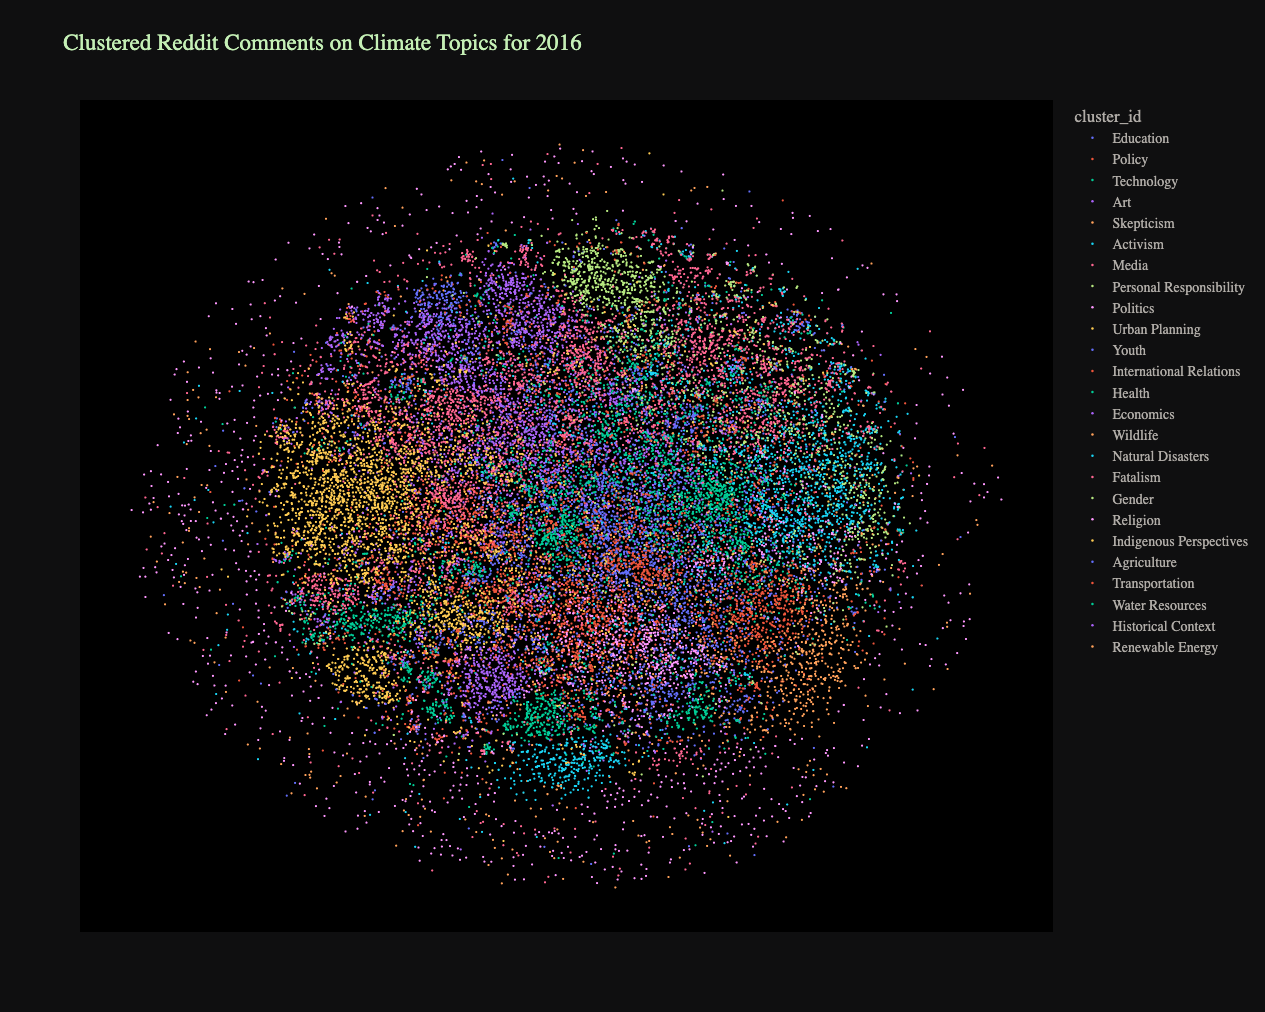 Clustered Reddit Comments on Climate Topics for 2016
cluster_id
Education
Policy
Technology
Art
Skepticism
Activism
Media
Personal Responsibility
Politics
Urban Planning
Youth
International Relations
Health
Economics
Wildlife
Natural Disasters
Fatalism
Gender
Religion
Indigenous Perspectives
Agriculture
Transportation
Water Resources
Historical Context
Renewable Energy